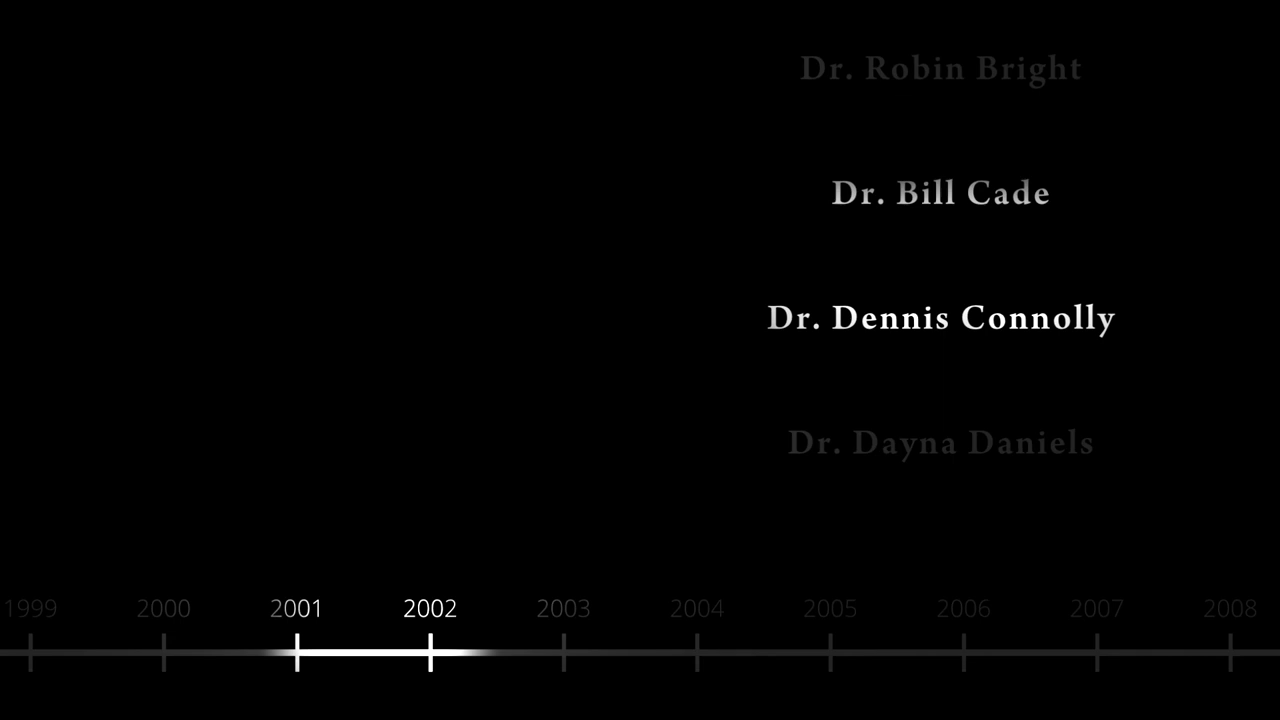 Dr. Robin Bright
Dr. Bill Cade
Dr. Dennis Connolly
Dr. Dayna Daniels
1999 2000 2001 2002 2003 2004 2005 2006 2007 2008